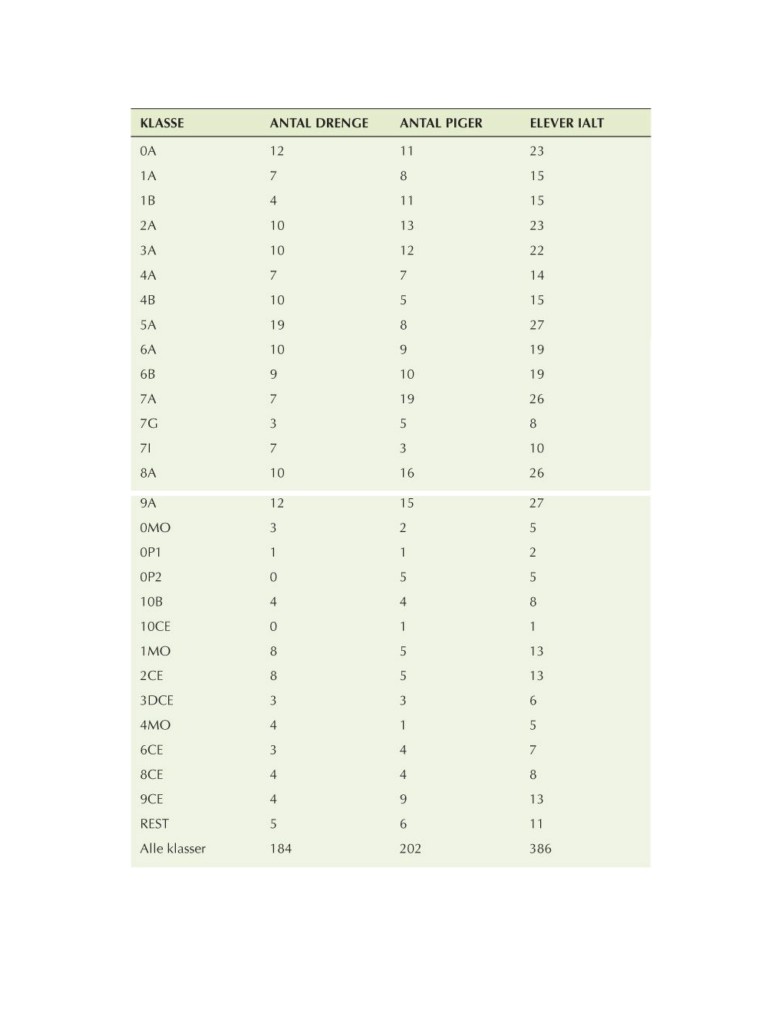 KLASSE ANTAL DRENGE ANTAL PIGER ELEVER IALT
0A 12 11 23
1A 7 8 15
1B 4 11 15
2A 10 13 23
3A 10 12 22
4A 7 7 14
4B 10 5 15
5A 19 8 27
6A 10 9 19
6B 9 10 19
7A 7 19 26
7G 3 5 8
7I 7 3 10
8A 10 16 26
9A 12 15 27
0MO 3 2 5
0P1 1 1 2
0P2 0 5 5
10B 4 4 8
10CE 0 1 1
1MO 8 5 13
2CE 8 5 13
3DCE 3 3 6
4MO 4 1 5
6CE 3 4 7
8CE 4 4 8
9CE 4 9 13
REST 5 6 11
Alle klasser 184 202 386